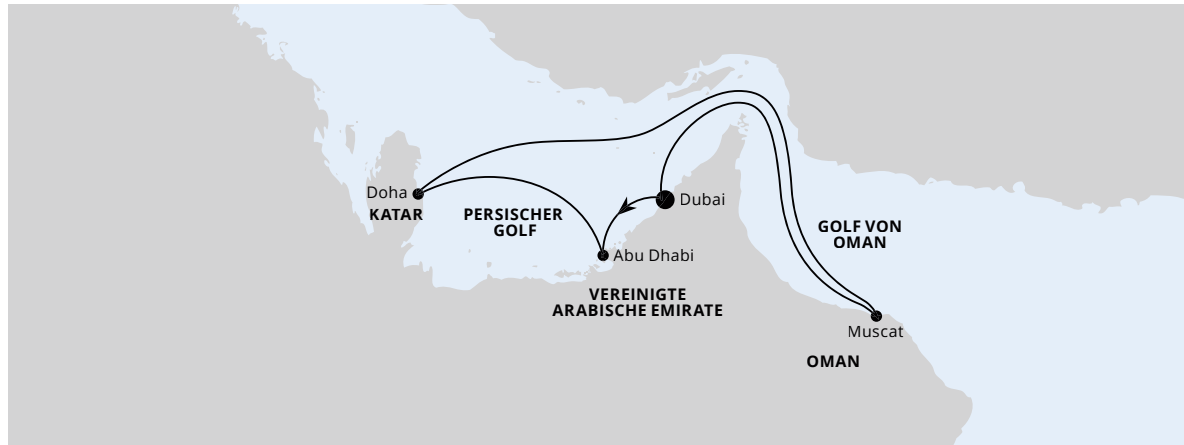 Doha
KATAR
PERSISCHER
GOLF
Dubai
Abu Dhabi
VEREINIGTE
ARABISCHE EMIRATE
GOLF VON
OMAN
Muscat
OMAN